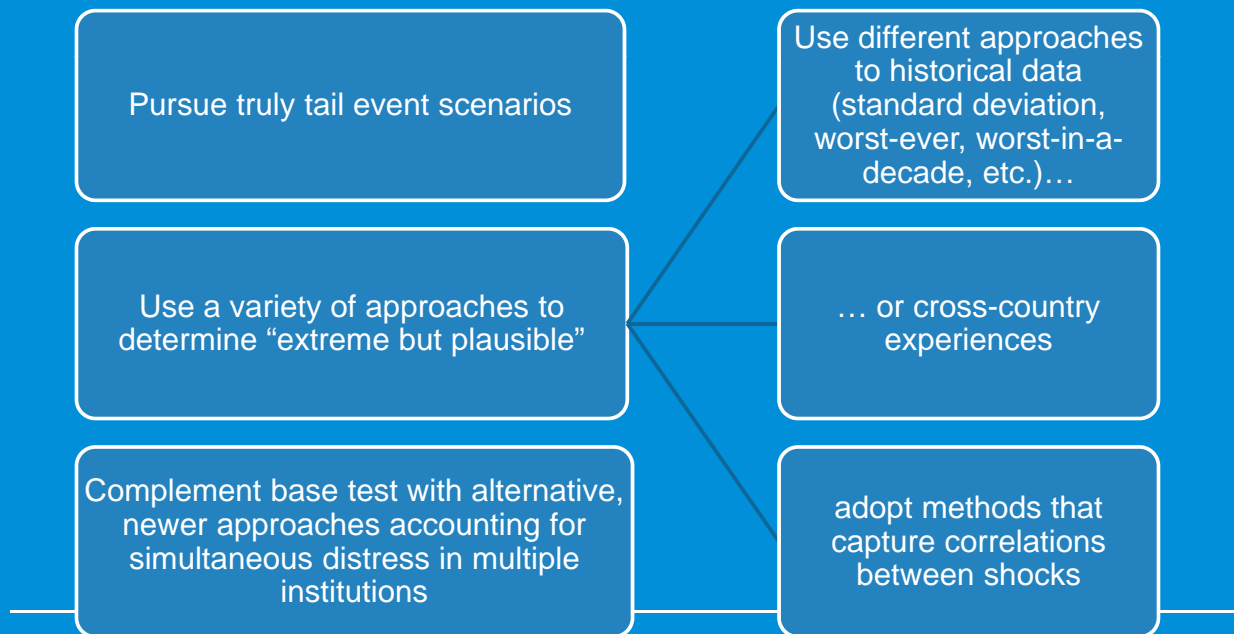 Pursue truly tail event scenarios
Use a variety of approaches to
determine “extreme but plausible”
Complement base test with alternative,
newer approaches accounting for
simultaneous distress in multiple
institutions
Use different approaches
to historical data
(standard deviation,
worst-ever, worst-in-a-
decade, etc.)…
… or cross-country
experiences
adopt methods that
capture correlations
between shocks